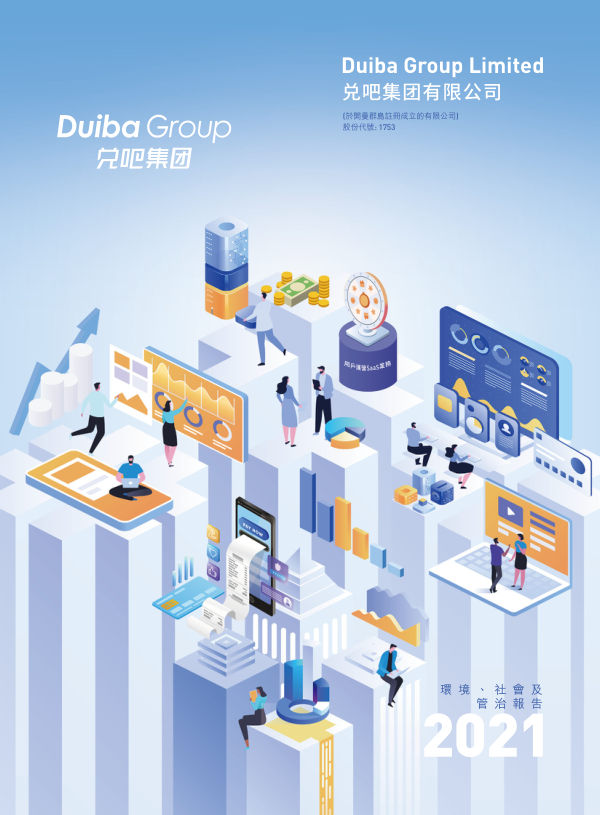 Duiba Group Limited
兑吧集团有限公司
(於開曼群島註冊成立的有限公司)
股份代號: 1753
Duiba Group
兑吧集团
用戶運營SaaS業務
PAY NOW
環境、社會及
管治報告
2021